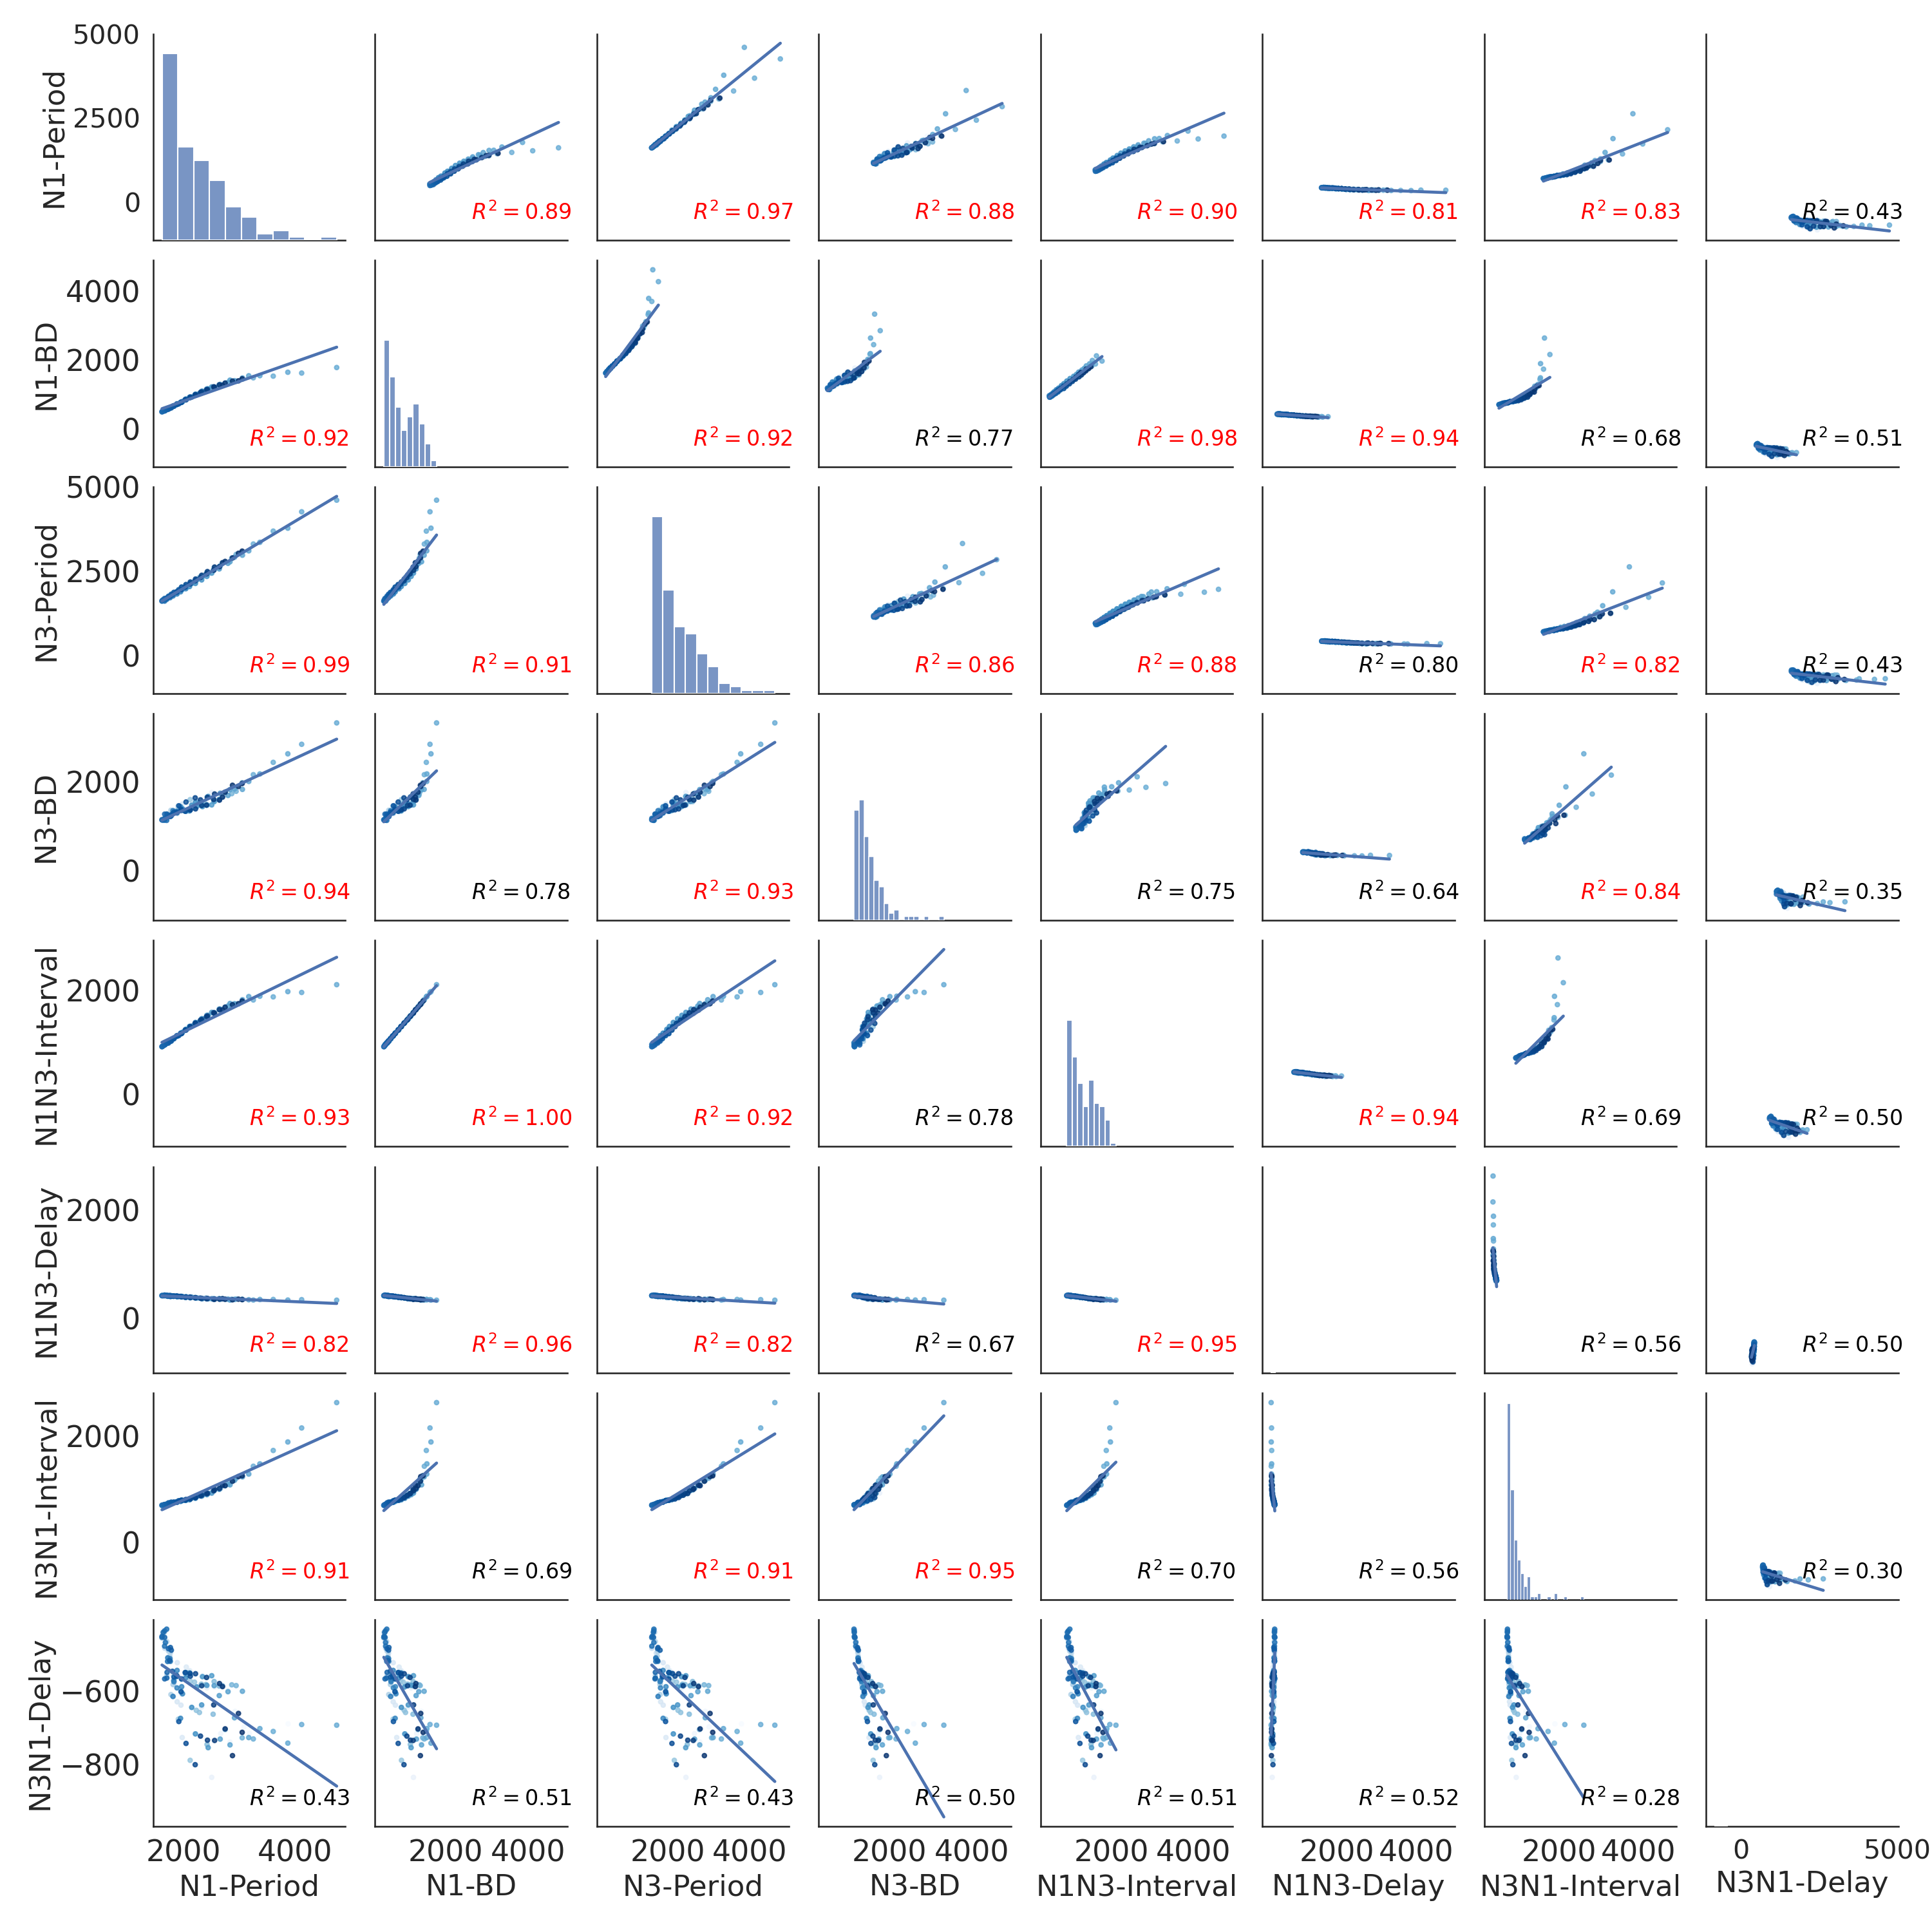 5000
2500
0
N1-Period
R² = 0.89
R² = 0.97
R² = 0.88
R² = 0.90
R² = 0.81
R² = 0.83
R² = 0.43
4000
2000
0
N1-BD
R² = 0.92
R² = 0.92
R² = 0.77
R² = 0.98
R² = 0.94
R² = 0.68
R² = 0.51
5000
2500
0
N3-Period
R² = 0.99
R² = 0.91
R² = 0.86
R² = 0.88
R² = 0.80
R² = 0.82
R² = 0.43
2000
0
N3-BD
R² = 0.94
R² = 0.78
R² = 0.93
R² = 0.75
R² = 0.64
R² = 0.84
R² = 0.35
2000
0
N1N3-Interval
R² = 0.93
R² = 1.00
R² = 0.92
R² = 0.78
R² = 0.94
R² = 0.69
R² = 0.50
2000
0
N1N3-Delay
R² = 0.82
R² = 0.96
R² = 0.82
R² = 0.67
R² = 0.95
R² = 0.56
R² = 0.50
2000
0
N3N1-Interval
R² = 0.91
R² = 0.69
R² = 0.91
R² = 0.95
R² = 0.70
R² = 0.56
R² = 0.30
−600
−800
N3N1-Delay
R² = 0.43
R² = 0.51
R² = 0.43
R² = 0.50
R² = 0.51
R² = 0.52
R² = 0.28
2000 4000 2000 4000 2000 4000 2000 4000 2000 4000 2000 4000 2000 4000 0 5000
N1-Period N1-BD N3-Period N3-BD N1N3-Interval N1N3-Delay N3N1-Interval N3N1-Delay